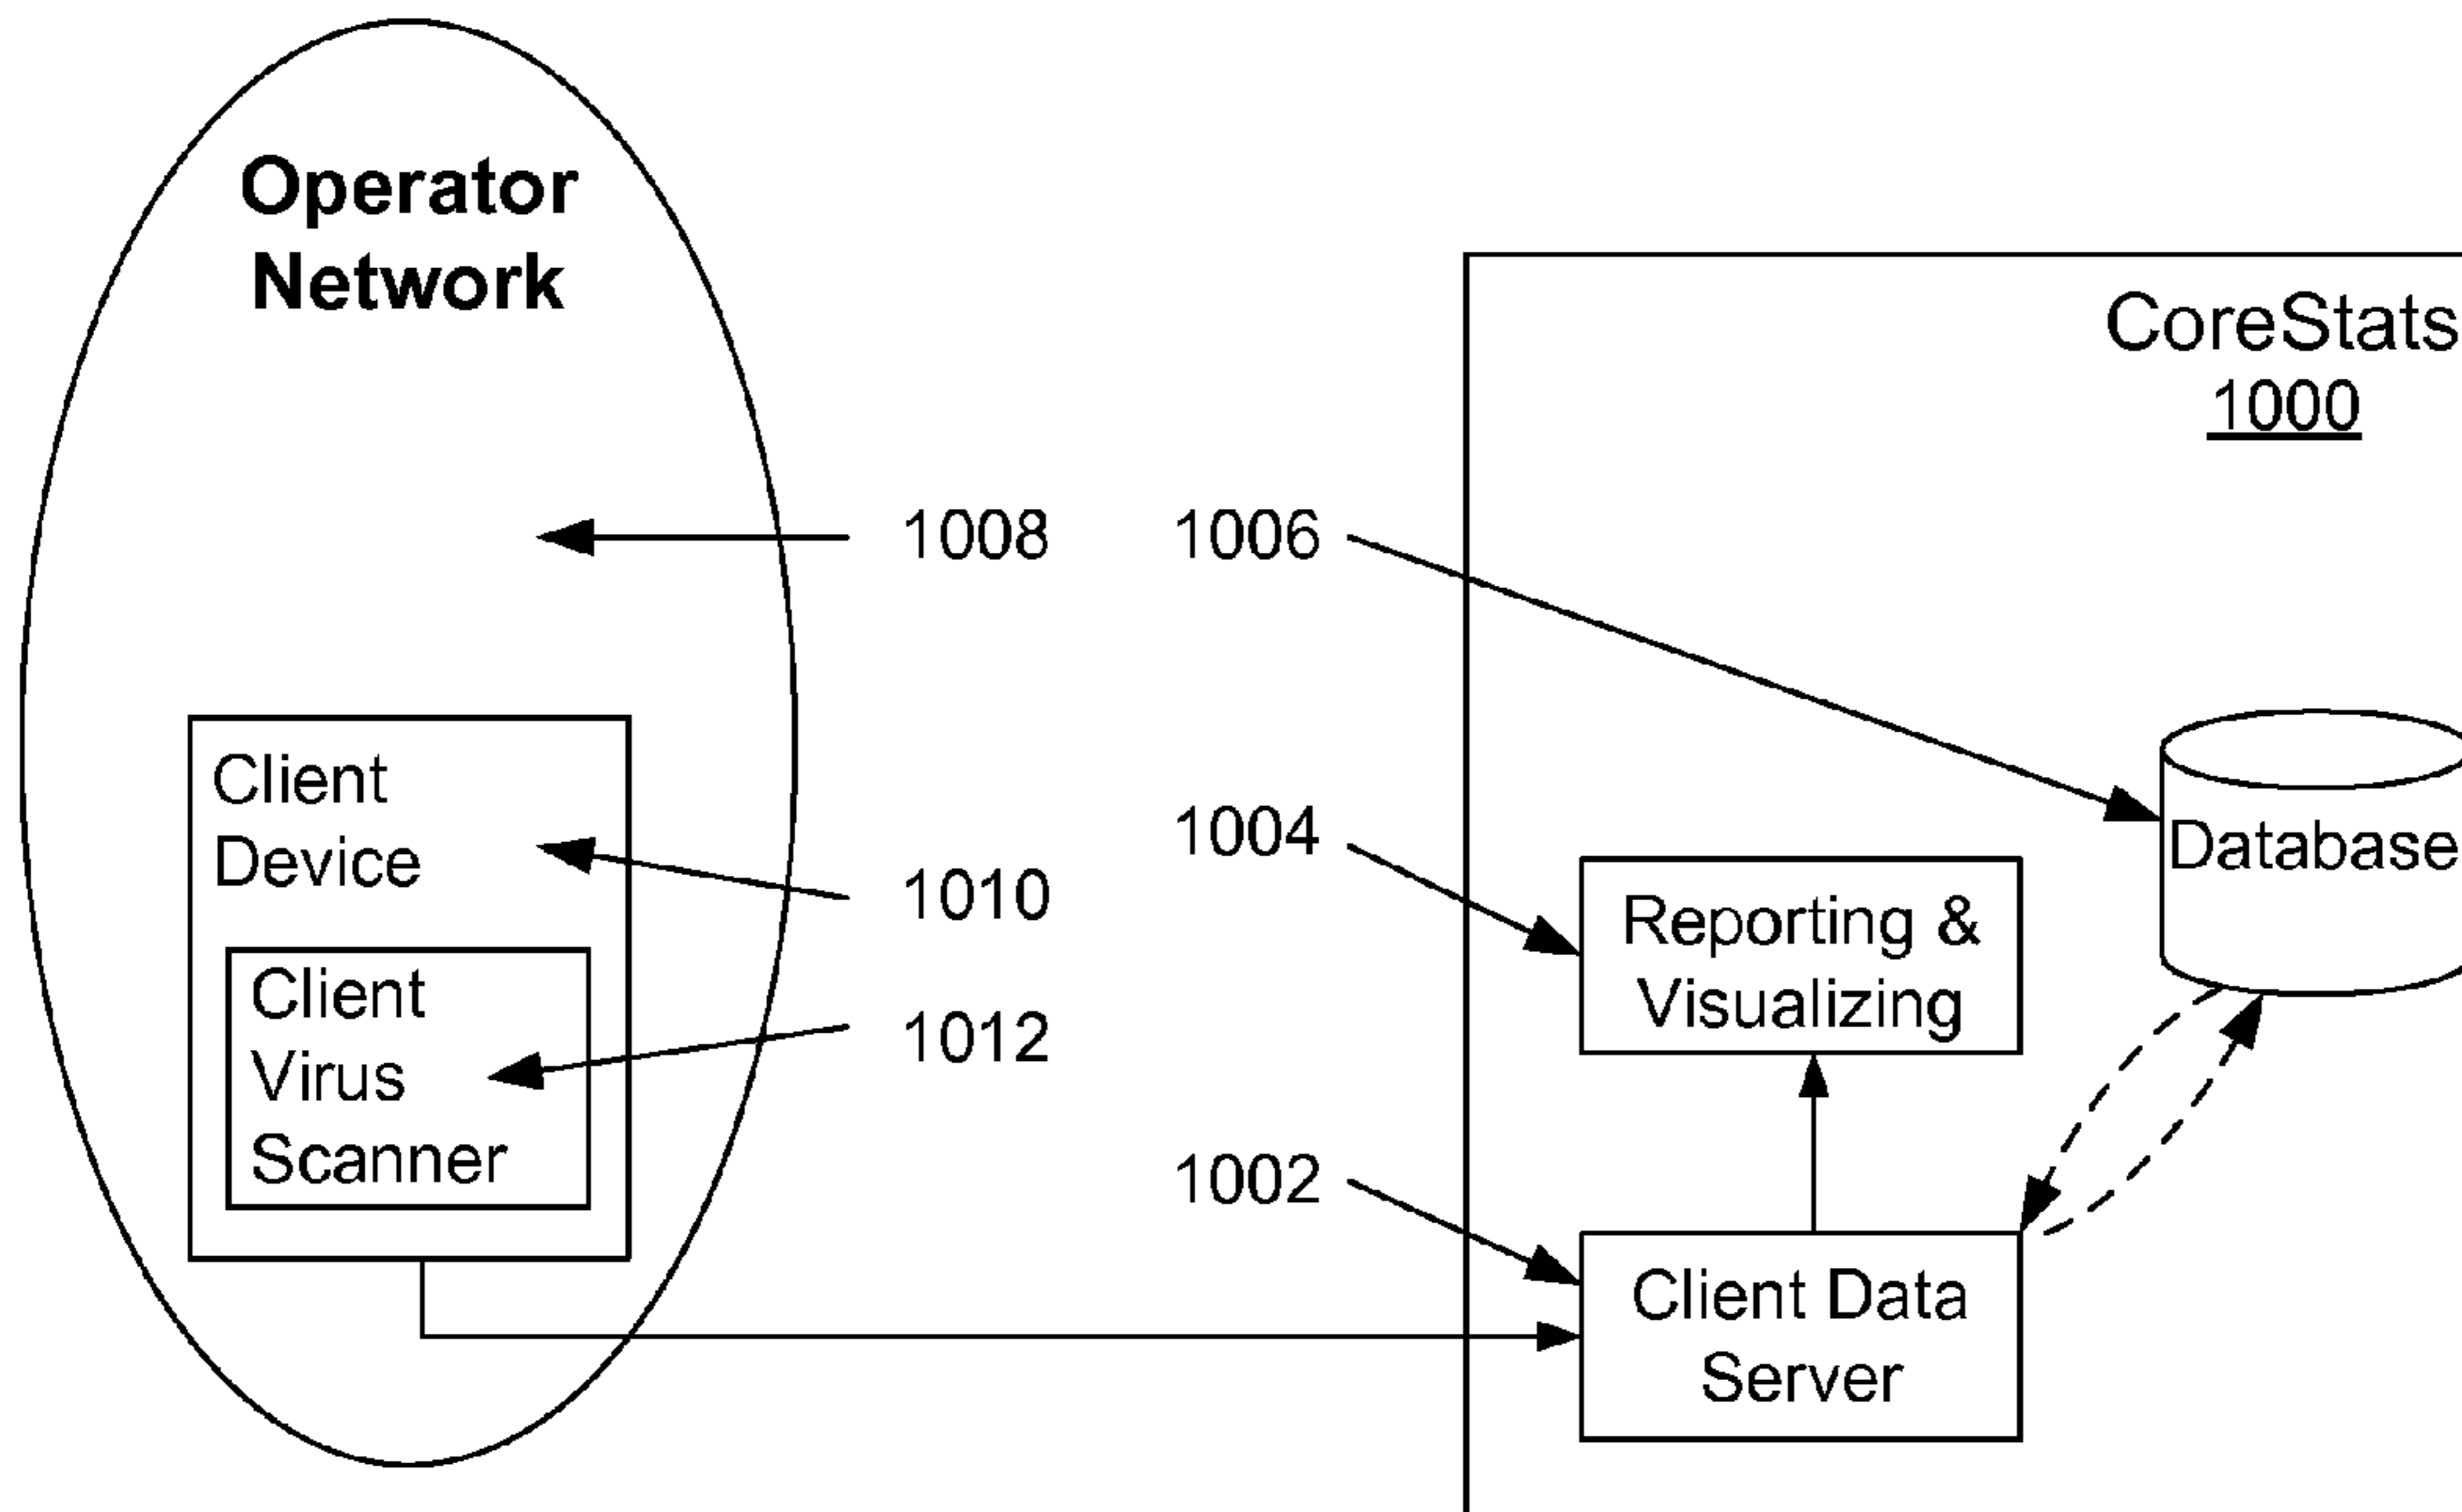 Operator
Network
CoreStats
1000
1008
1006
Client
Device
1004
Database
1010
Reporting &
Visualizing
Client
Virus
Scanner
1012
1002
Client Data
Server